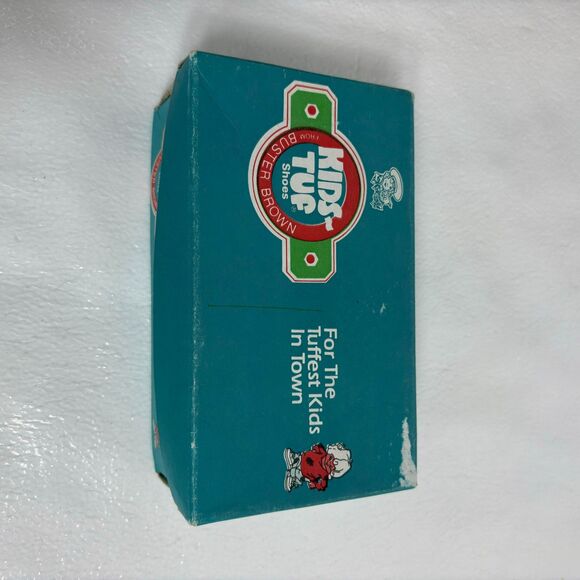 KIDS-
TUF®
Shoes
FROM
BUSTER BROWN
For The
Tuffest Kids
In Town